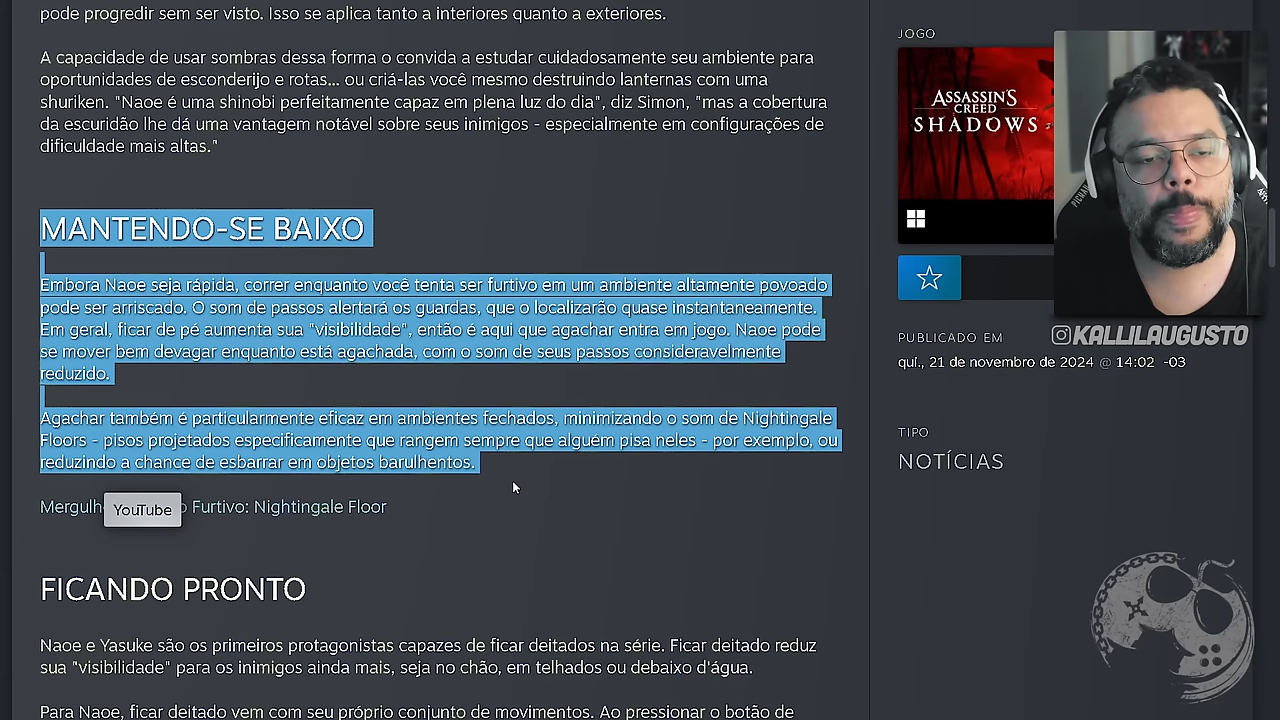 pode progredir sem ser visto. Isso se aplica tanto a interiores quanto a exteriores.
A capacidade de usar sombras dessa forma o convida a estudar cuidadosamente seu ambiente para
oportunidades de esconderijo e rotas... ou criá-las você mesmo destruindo lanternas com uma
shuriken. "Naoe é uma shinobi perfeitamente capaz em plena luz do dia", diz Simon, "mas a cobertura
da escuridão lhe dá uma vantagem notável sobre seus inimigos - especialmente em configurações de
dificuldade mais altas."
MANTENDO-SE BAIXO
Embora Naoe seja rápida, correr enquanto você tenta ser furtivo em um ambiente altamente povoado
pode ser arriscado. O som de passos alertará os guardas, que o localizarão quase instantaneamente.
Em geral, ficar de pé aumenta sua "visibilidade", então é aqui que agachar entra em jogo. Naoe pode
se mover bem devagar enquanto está agachada, com o som de seus passos consideravelmente
reduzido.
Agachar também é particularmente eficaz em ambientes fechados, minimizando o som de Nightingale
Floors - pisos projetados especificamente que rangem sempre que alguém pisa neles - por exemplo, ou
reduzindo a chance de esbarrar em objetos barulhentos.
Mergulh YouTube o Furtivo: Nightingale Floor
FICANDO PRONTO
Naoe e Yasuke são os primeiros protagonistas capazes de ficar deitados na série. Ficar deitado reduz
sua "visibilidade" para os inimigos ainda mais, seja no chão, em telhados ou debaixo d'água.
Para Naoe, ficar deitado vem com seu próprio conjunto de movimentos. Ao pressionar o botão de
JOGO
ASSASSIN'S
CREED
SHADOWS
KALLILAUGUSTO
PUBLICADO EM
qui., 21 de novembro de 2024 @ 14:02 -03
TIPO
NOTÍCIAS